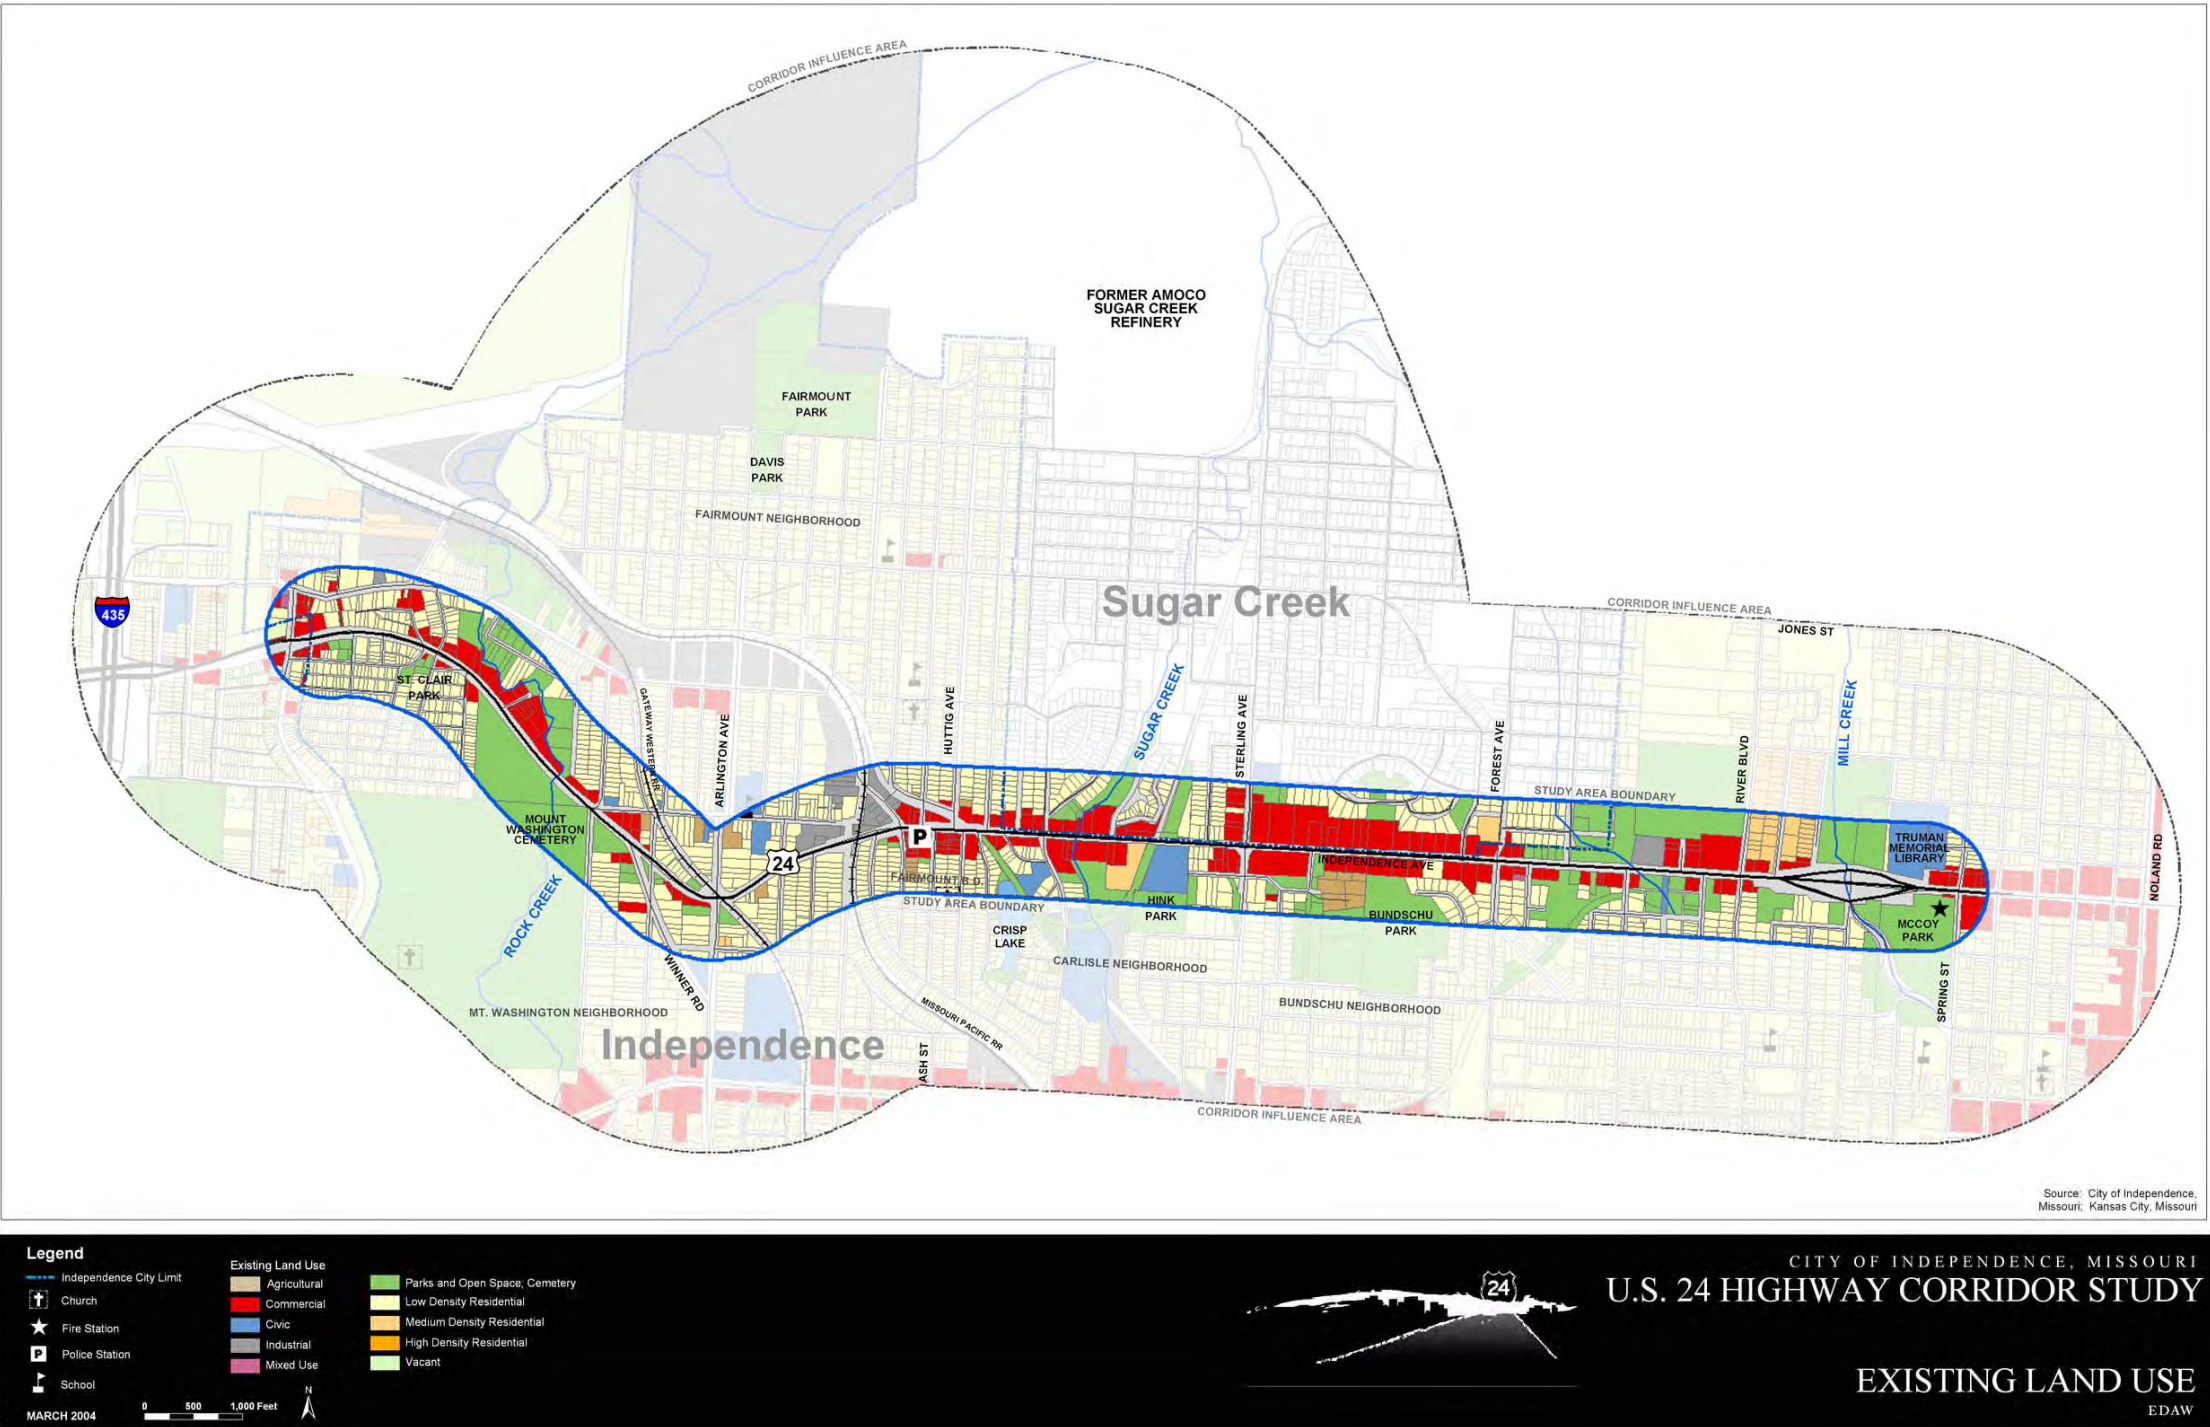 CORRIDOR INFLUENCE AREA
FORMER AMOCO
SUGAR CREEK
REFINERY
FAIRMOUNT
PARK
DAVIS
PARK
FAIRMOUNT NEIGHBORHOOD
435
Sugar Creek
CORRIDOR INFLUENCE AREA
JONES ST
ST. CLAIR
PARK
GATEWAY WESTERN RR
ARLINGTON AVE
HUTTIG AVE
SUGAR CREEK
STERLING AVE
FOREST AVE
RIVER BLVD
MILL CREEK
STUDY AREA BOUNDARY
MOUNT
WASHINGTON
CEMETERY
P
24
INDEPENDENCE AVE
TRUMAN
MEMORIAL
LIBRARY
NOLAND RD
FAIRMOUNT B.D.
STUDY AREA BOUNDARY
HINK
PARK
BUNDSCHU
PARK
MCCOY
PARK
ROCK CREEK
CRISP
LAKE
WINNER RD
CARLISLE NEIGHBORHOOD
SPRING ST
MT. WASHINGTON NEIGHBORHOOD
MISSOURI PACIFIC RR
BUNDSCHU NEIGHBORHOOD
Independence
ASH ST
CORRIDOR INFLUENCE AREA
Source: City of Independence,
Missouri; Kansas City, Missouri
Legend
Independence City Limit
Church
Fire Station
P Police Station
School
MARCH 2004
0 500 1,000 Feet
N
Existing Land Use
Agricultural
Commercial
Civic
Industrial
Mixed Use
Parks and Open Space; Cemetery
Low Density Residential
Medium Density Residential
High Density Residential
Vacant
24
CITY OF INDEPENDENCE, MISSOURI
U.S. 24 HIGHWAY CORRIDOR STUDY
EXISTING LAND USE
EDAW